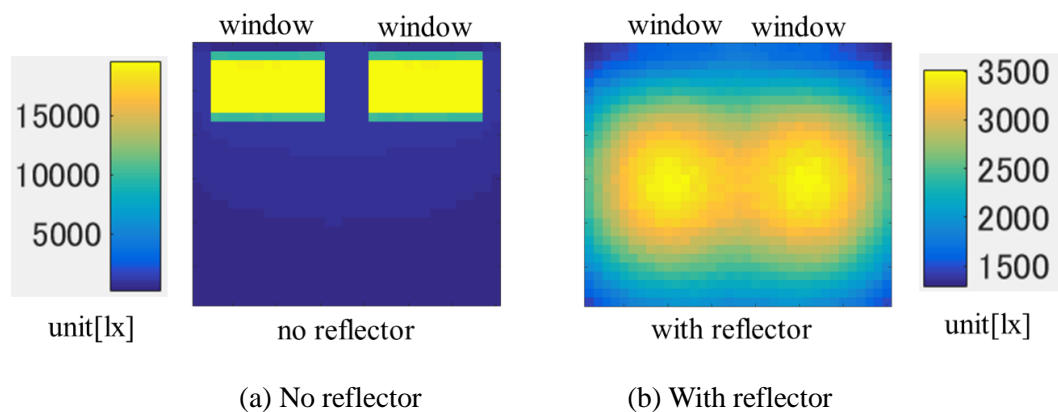 window window
15000
10000
5000
unit[lx]
no reflector
window window
3500
3000
2500
2000
1500
unit[lx]
with reflector
(a) No reflector
(b) With reflector